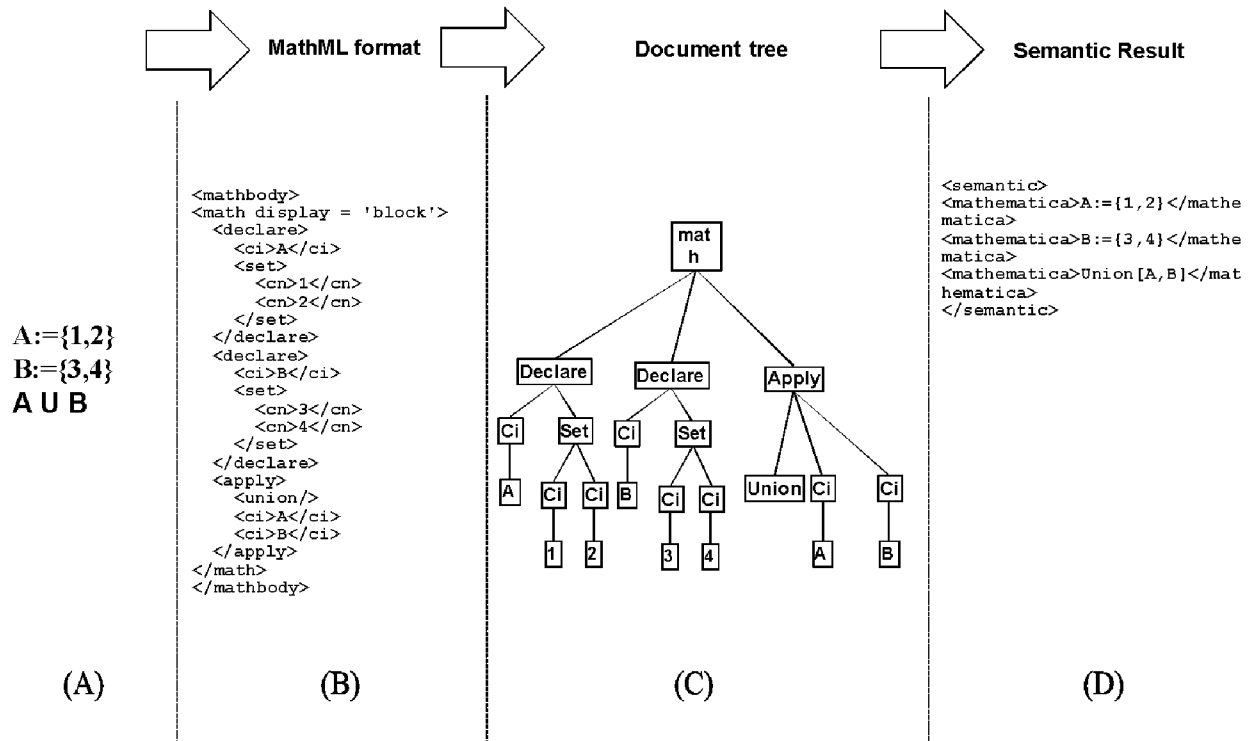 MathML format
Document tree
Semantic Result
A:={1,2}
B:={3,4}
A U B
<mathbody>
<math display = 'block'>
<declare>
<ci>A</ci>
<set>
<cn>1</cn>
<cn>2</cn>
</set>
</declare>
<declare>
<ci>B</ci>
<set>
<cn>3</cn>
<cn>4</cn>
</set>
</declare>
<apply>
<union/>
<ci>A</ci>
<ci>B</ci>
</apply>
</math>
</mathbody>
mat
h
Declare
Declare
Apply
Ci
Set
Ci
Set
A
Ci
Ci
B
Ci
Ci
Union
Ci
Ci
1
2
3
4
A
B
<semantic>
<mathematica>A:={1,2}</mathe
matica>
<mathematica>B:={3,4}</mathe
matica>
<mathematica>Union[A,B]</mat
hematica>
</semantic>
(A)
(B)
(C)
(D)